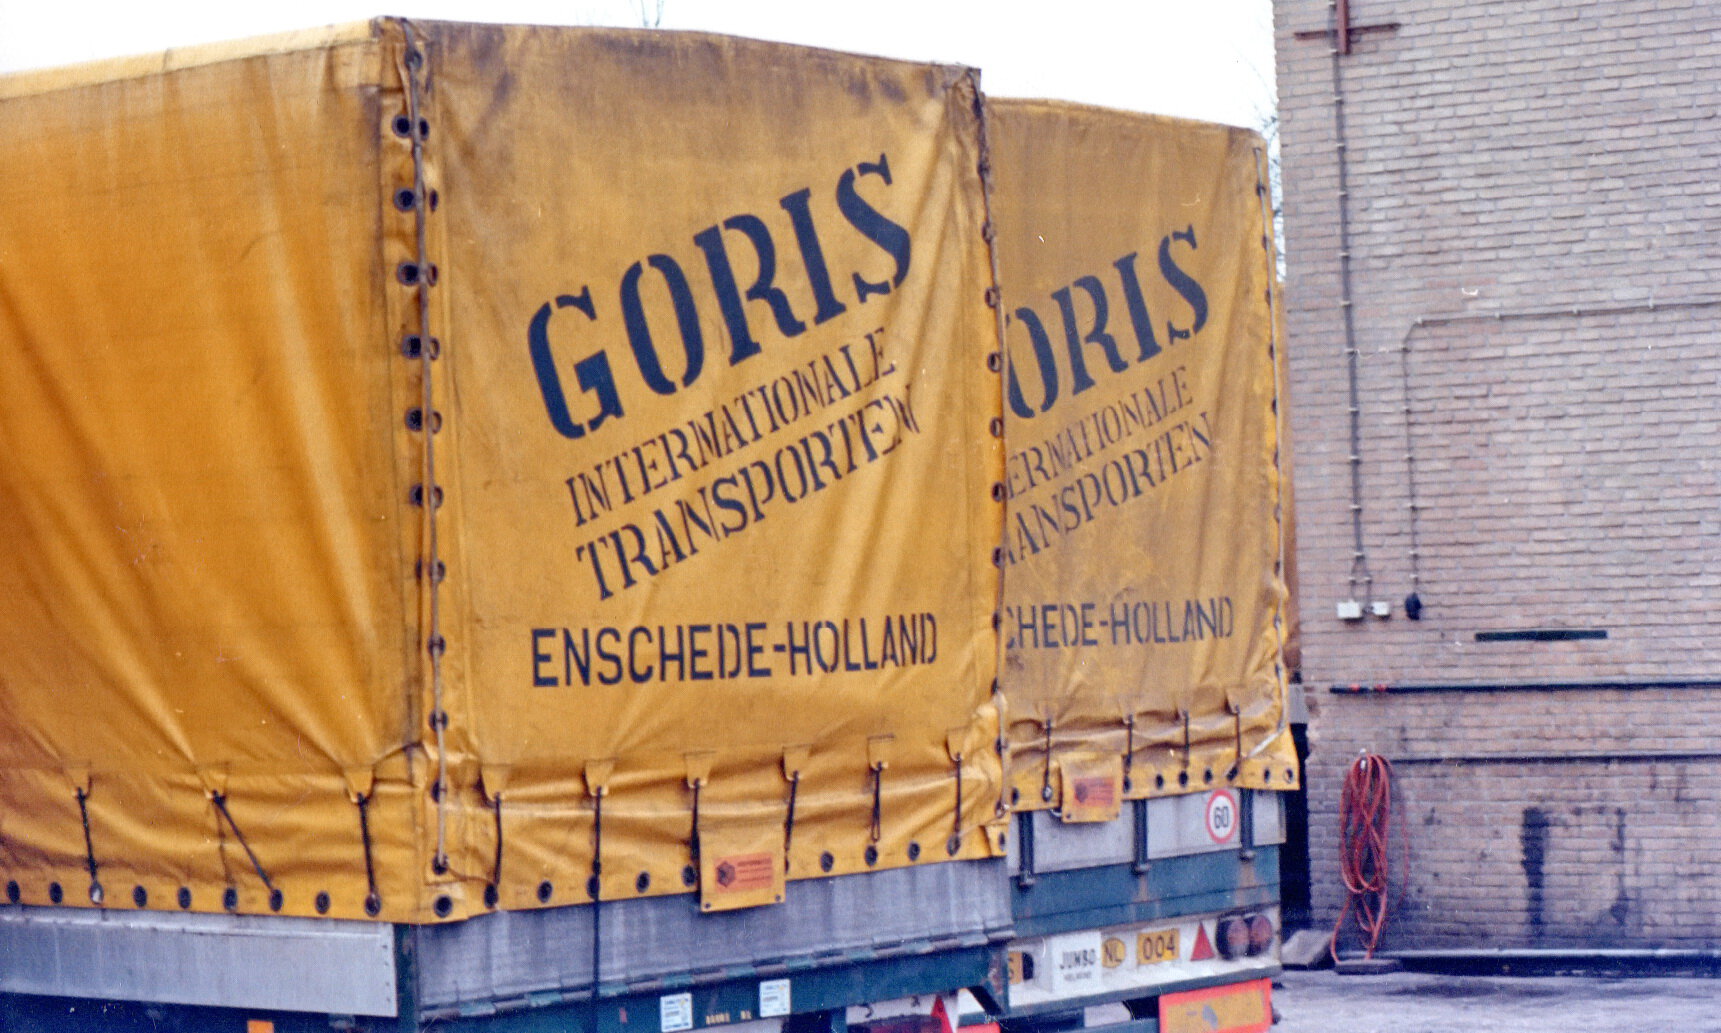 GORIS
INTERNATIONALE
TRANSPORTEN
ENSCHEDE-HOLLAND
ORIS
ERNATIONALE
ANSPORTEN
CHEDE-HOLLAND
60
JUMBO
NL
004